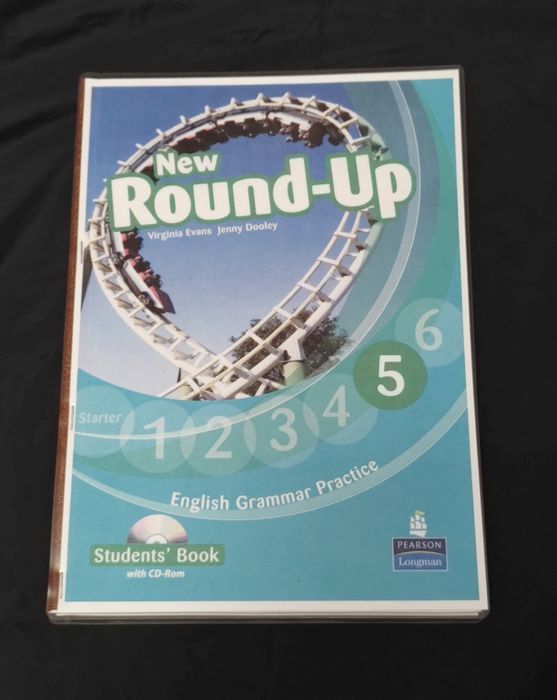 New
Round-Up
Virginia Evans Jenny Dooley
6
5
4
3
2
1
Starter
English Grammar Practice
Students' Book
with CD-Rom
PEARSON
Longman